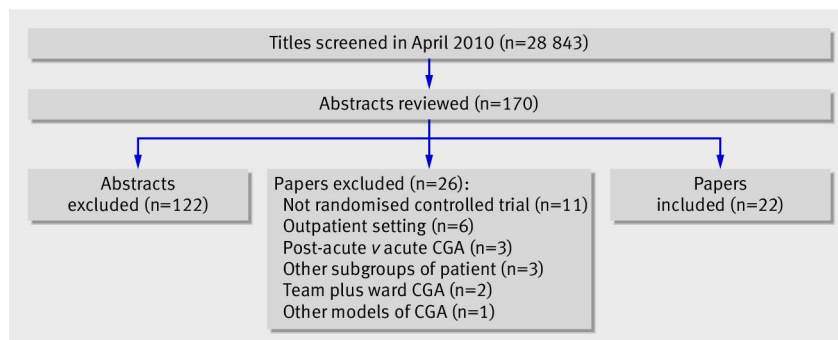 Titles screened in April 2010 (n=28 843)
Abstracts reviewed (n=170)
Abstracts
excluded (n=122)
Papers excluded (n=26):
Not randomised controlled trial (n=11)
Outpatient setting (n=6)
Post-acute v acute CGA (n=3)
Other subgroups of patient (n=3)
Team plus ward CGA (n=2)
Other models of CGA (n=1)
Papers
included (n=22)